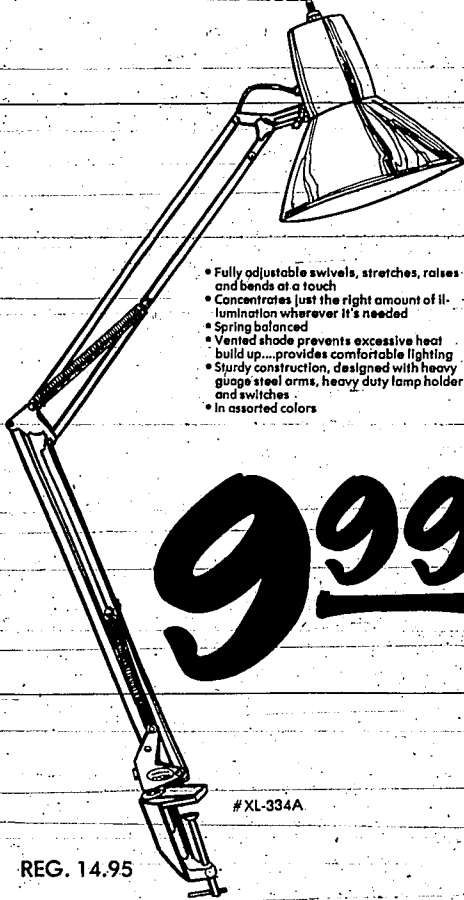 • Fully adjustable swivels, stretches, raises
and bends at a touch
• Concentrates just the right amount of il-
lumination wherever it's needed
• Spring balanced
• Vented shade prevents excessive heat
build up....provides comfortable lighting
• Sturdy construction, designed with heavy
guage steel arms, heavy duty lamp holder
and switches
• In assorted colors
999
#XL-334A
REG. 14.95